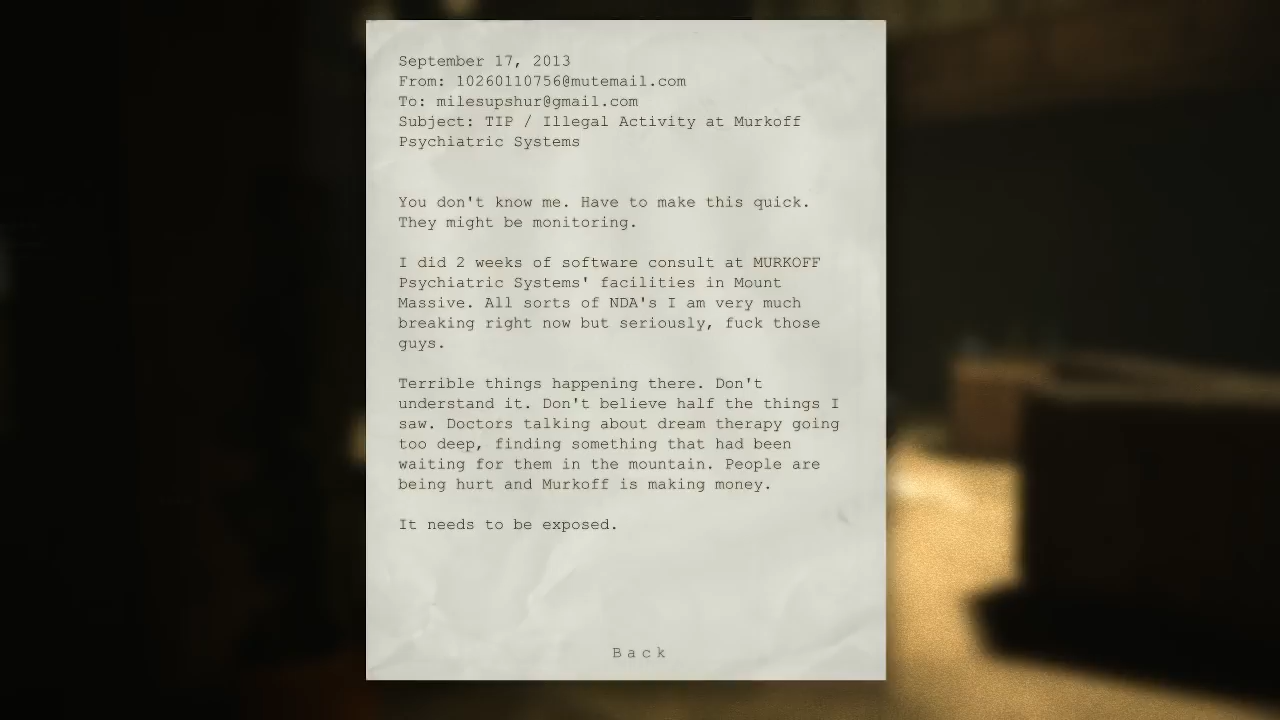 September 17, 2013
From: 10260110756@mutemail.com
To: milesupshur@gmail.com
Subject: TIP / Illegal Activity at Murkoff
Psychiatric Systems
You don't know me. Have to make this quick.
They might be monitoring.
I did 2 weeks of software consult at MURKOFF
Psychiatric Systems' facilities in Mount
Massive. All sorts of NDA's I am very much
breaking right now but seriously, fuck those
guys.
Terrible things happening there. Don't
understand it. Don't believe half the things I
saw. Doctors talking about dream therapy going
too deep, finding something that had been
waiting for them in the mountain. People are
being hurt and Murkoff is making money.
It needs to be exposed.
Back